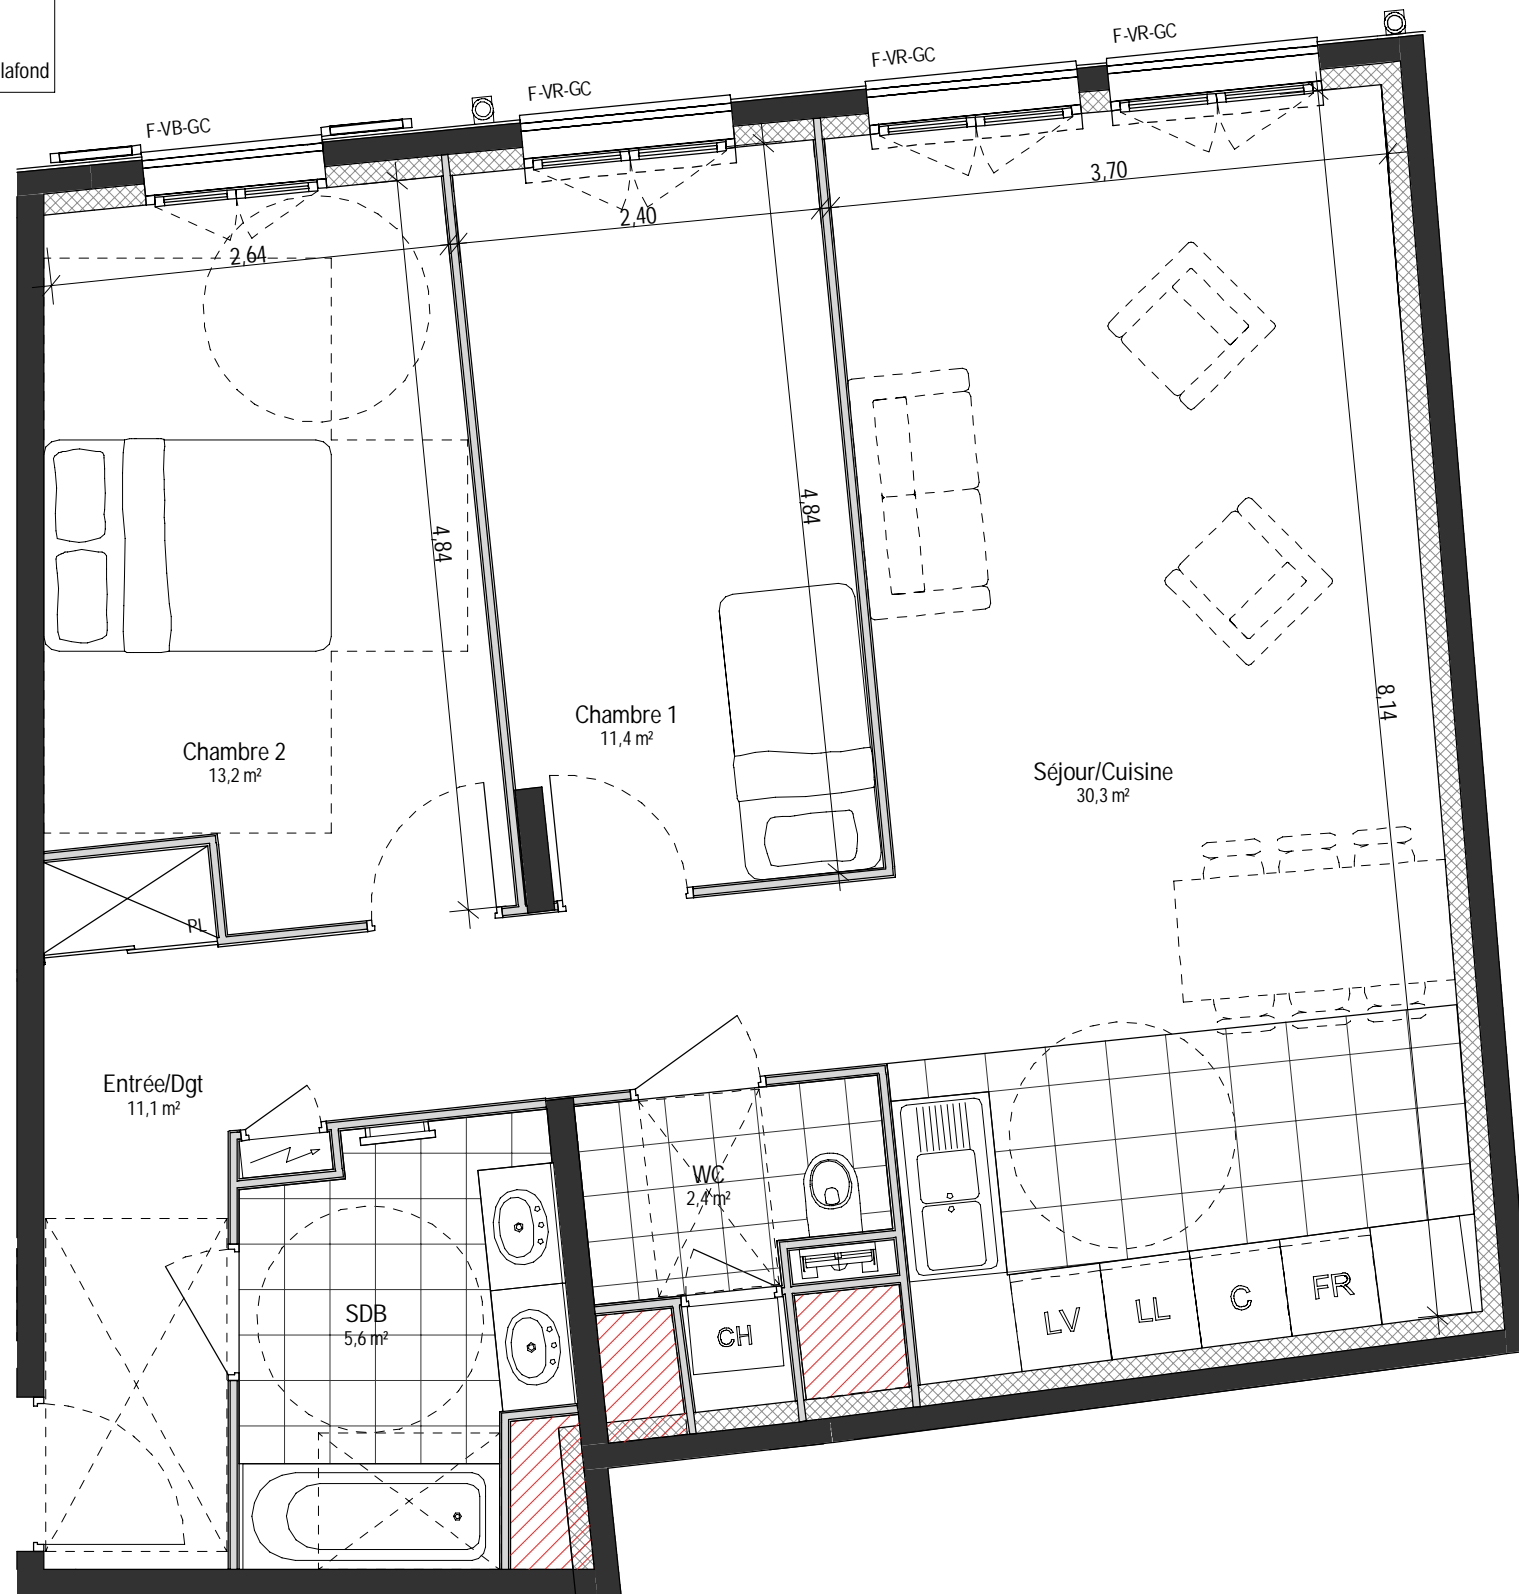 lafond
F-VB-GC
F-VR-GC
F-VR-GC
F-VR-GC
2,64
2,40
3,70
4,84
4,84
8,14
Chambre 2
13,2 m²
Chambre 1
11,4 m²
Séjour/Cuisine
30,3 m²
PL
Entrée/Dgt
11,1 m²
WC
2,4 m²
SDB
5,6 m²
CH
LV
LL
C
FR